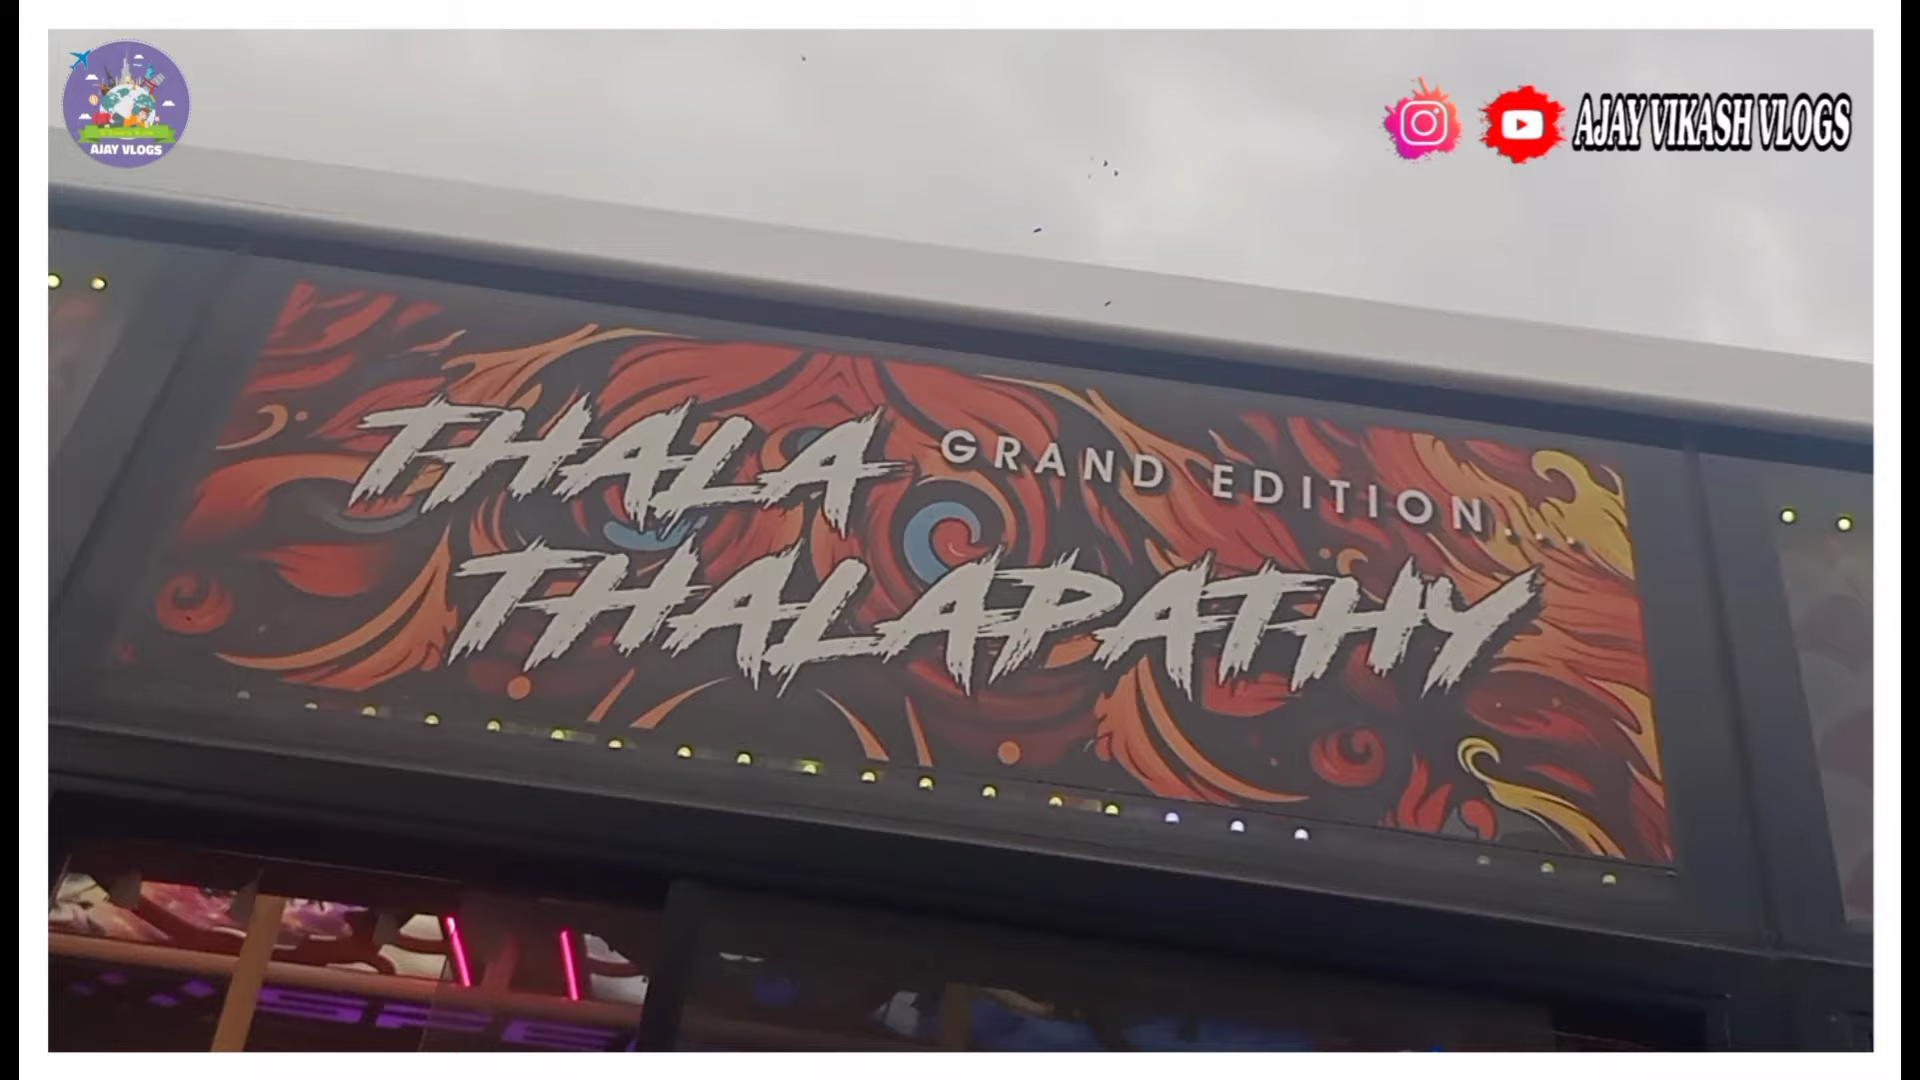 AJAY VLOGS
AJAY VIKASH VLOGS
THALA GRAND EDITION....
THALAPATHY